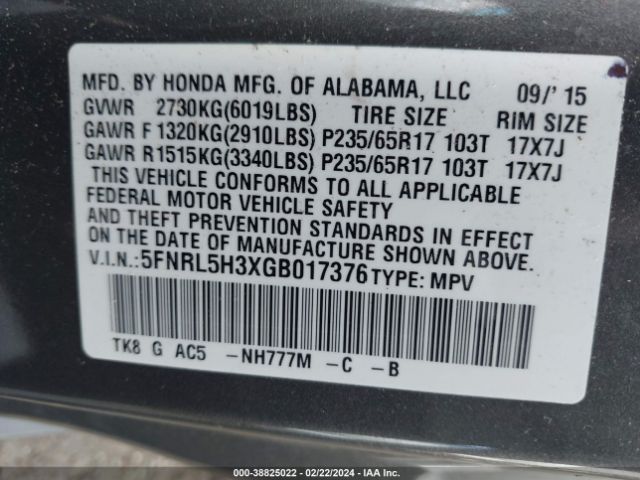 MFD. BY HONDA MFG. OF ALABAMA, LLC 09/'15
GVWR 2730KG(6019LBS) TIRE SIZE RIM SIZE
GAWR F 1320KG(2910LBS) P235/65R17 103T 17X7J
GAWR R1515KG(3340LBS) P235/65R17 103T 17X7J
THIS VEHICLE CONFORMS TO ALL APPLICABLE
FEDERAL MOTOR VEHICLE SAFETY
AND THEFT PREVENTION STANDARDS IN EFFECT
ON THE DATE OF MANUFACTURE SHOWN ABOVE.
V.I.N.:5FNRL5H3XGB017376 TYPE: MPV
TK8 G AC5 -NH777M -C -B
000-38825022 - 02/22/2024 - IAA Inc.